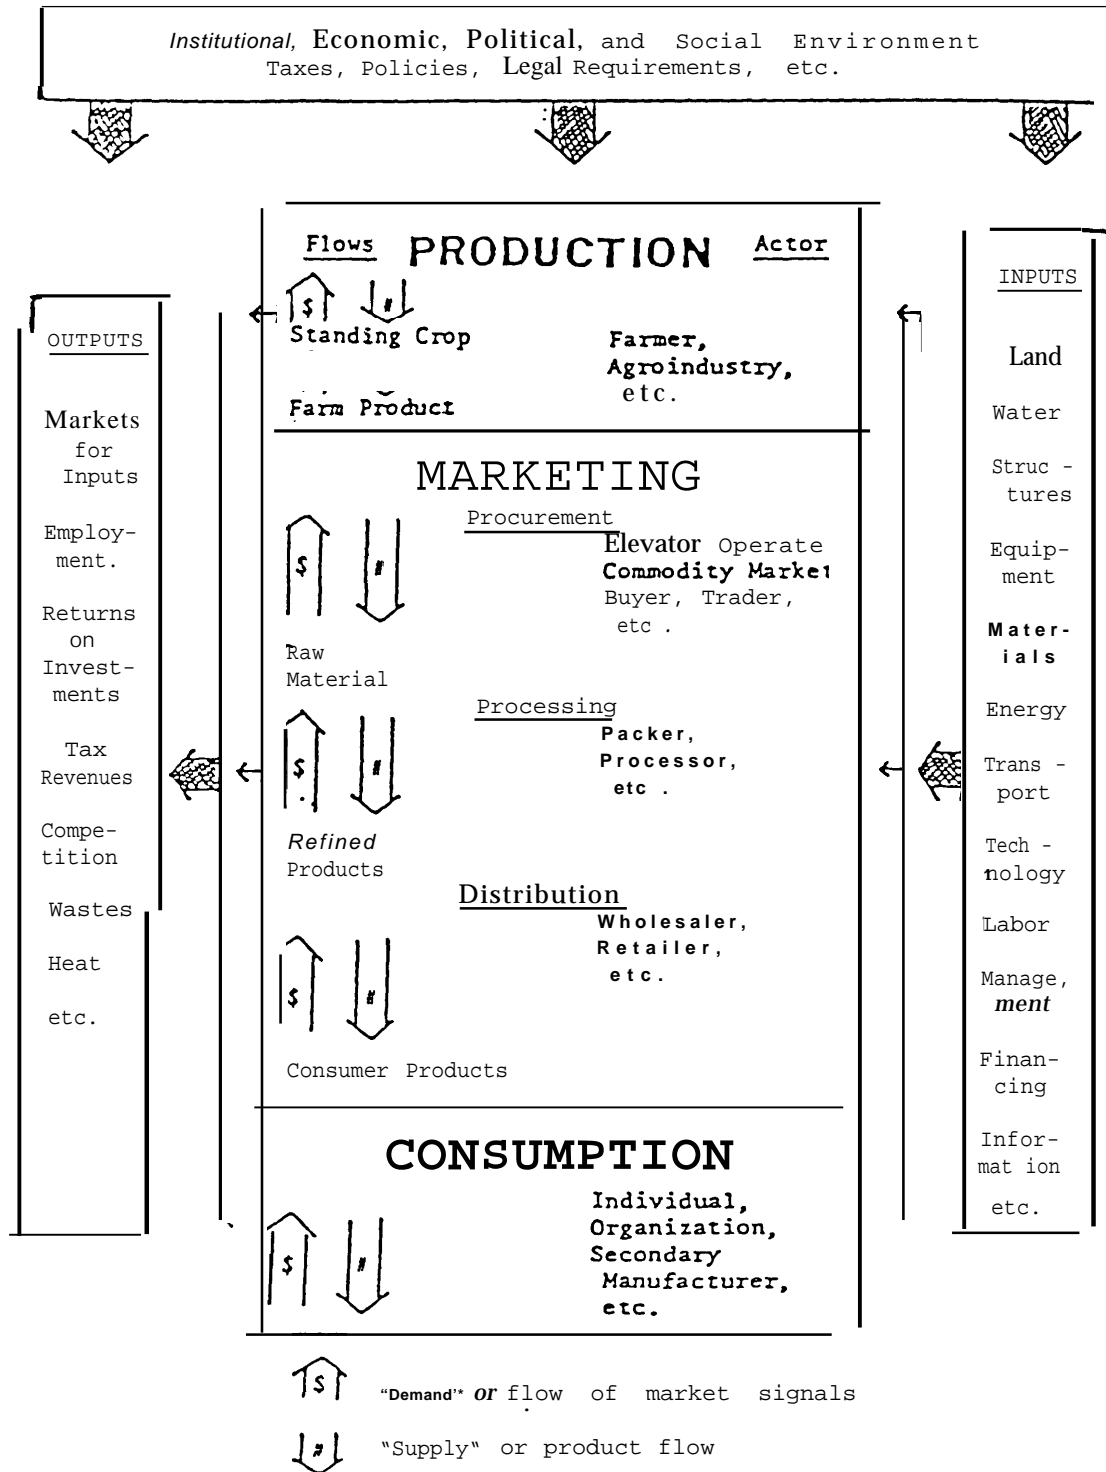 Institutional, Economic, Political, and Social Environment
Taxes, Policies, Legal Requirements, etc.
Flows PRODUCTION Actor
$ #
Standing Crop
Farm Product
Farmer,
Agroindustry,
etc.
MARKETING
Procurement
$ #
Elevator Operate
Commodity Market
Buyer, Trader,
etc .
Raw
Material
Processing
$ #
Packer,
Processor,
etc .
Refined
Products
Distribution
$ #
Wholesaler,
Retailer,
etc.
Consumer Products
CONSUMPTION
$ #
Individual,
Organization,
Secondary
Manufacturer,
etc.
OUTPUTS
Markets
for
Inputs
Employ-
ment.
Returns
on
Invest-
ments
Tax
Revenues
Compe-
tition
Wastes
Heat
etc.
INPUTS
Land
Water
Struc -
tures
Equip-
ment
Mater-
ials
Energy
Trans -
port
Tech -
nology
Labor
Manage,
ment
Finan-
cing
Infor-
mat ion
etc.
$ “Demand’* or flow of market signals
# "Supply“ or product flow